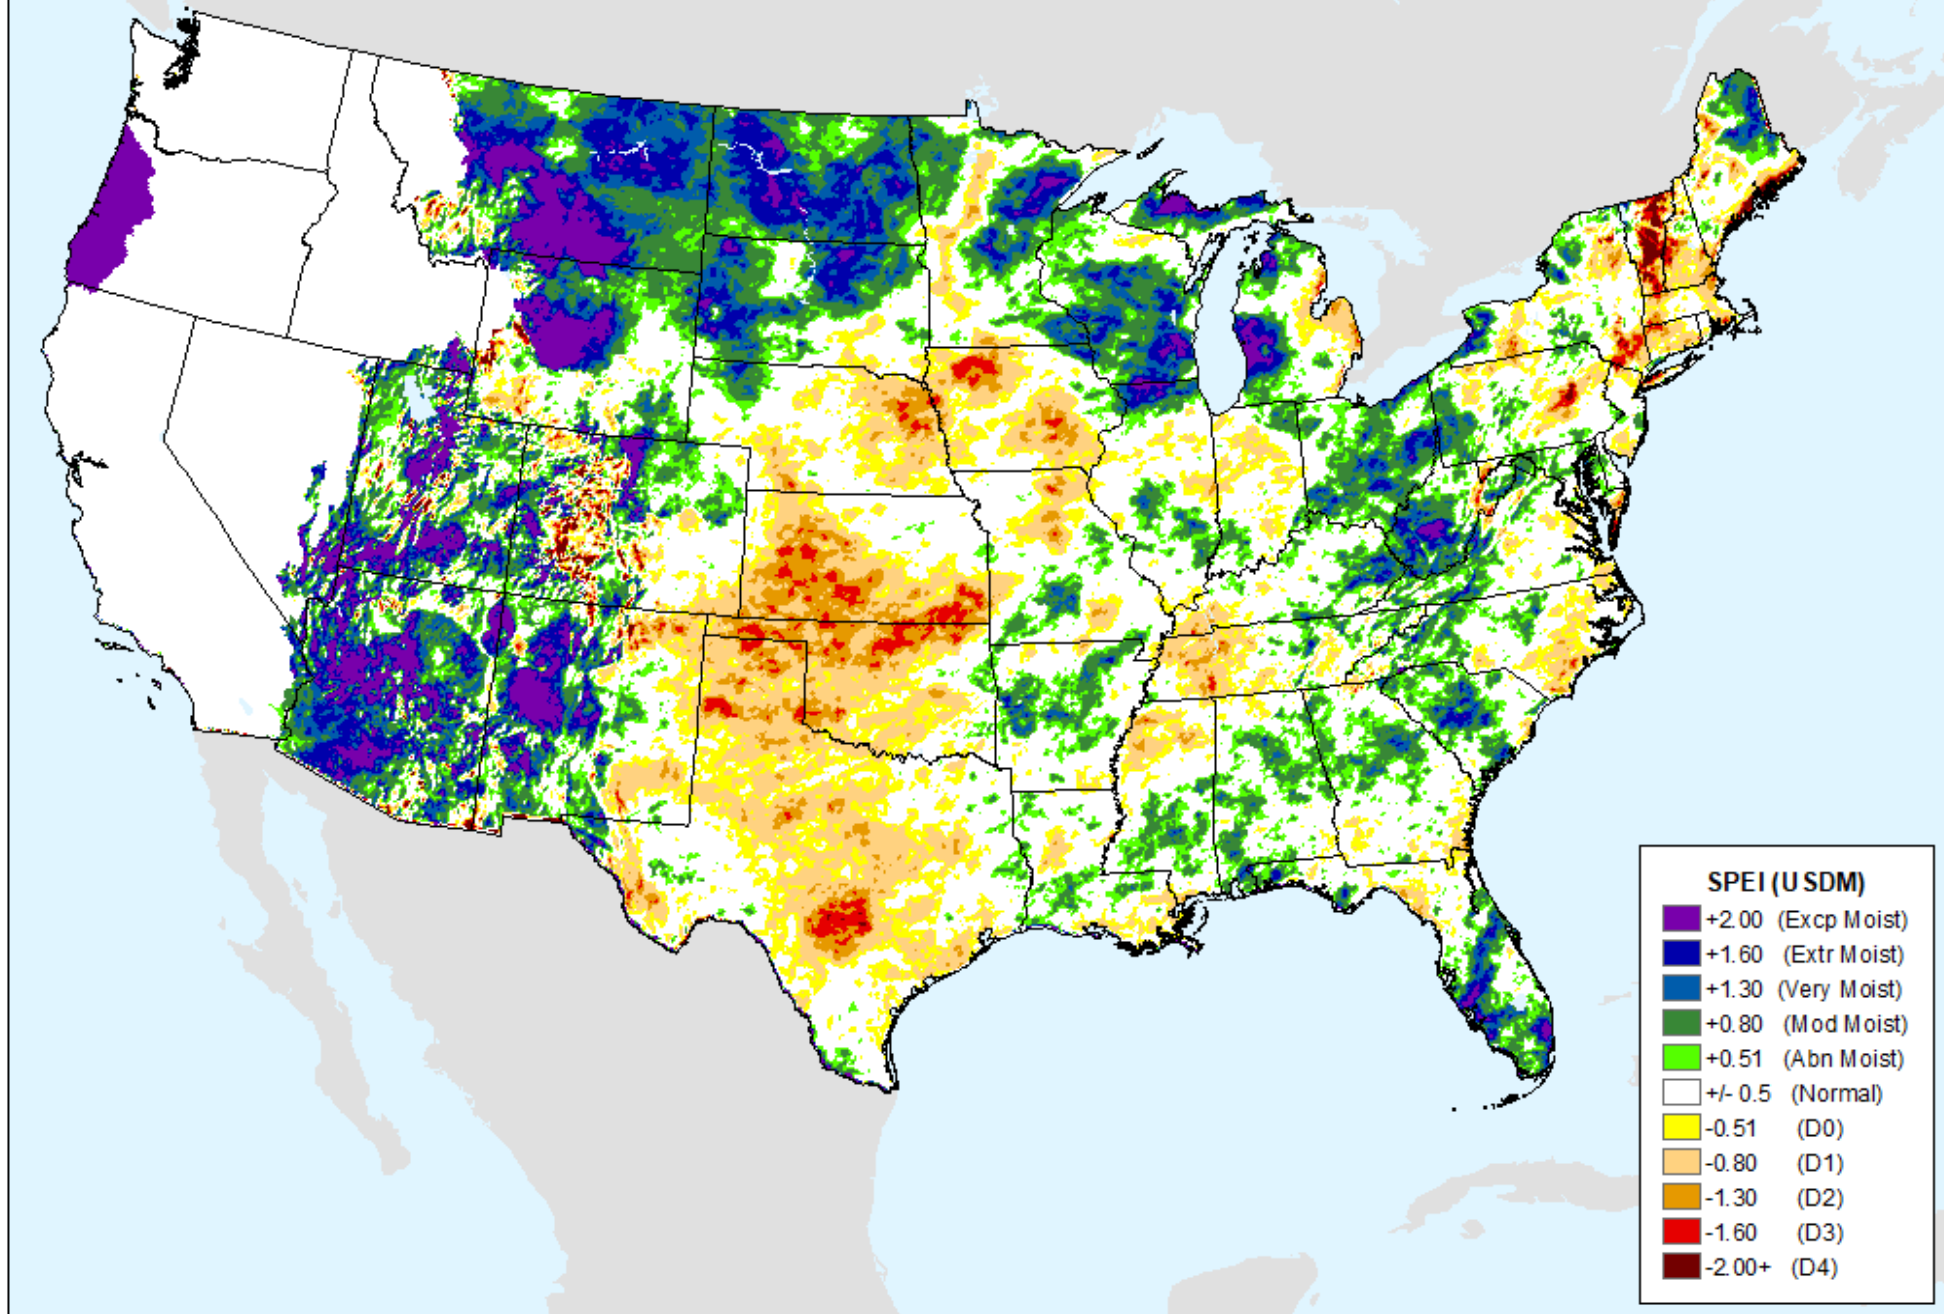 SPEI (USDM)
+2.00 (Excp Moist)
+1.60 (Extr Moist)
+1.30 (Very Moist)
+0.80 (Mod Moist)
+0.51 (Abn Moist)
+/- 0.5 (Normal)
-0.51 (D0)
-0.80 (D1)
-1.30 (D2)
-1.60 (D3)
-2.00+ (D4)